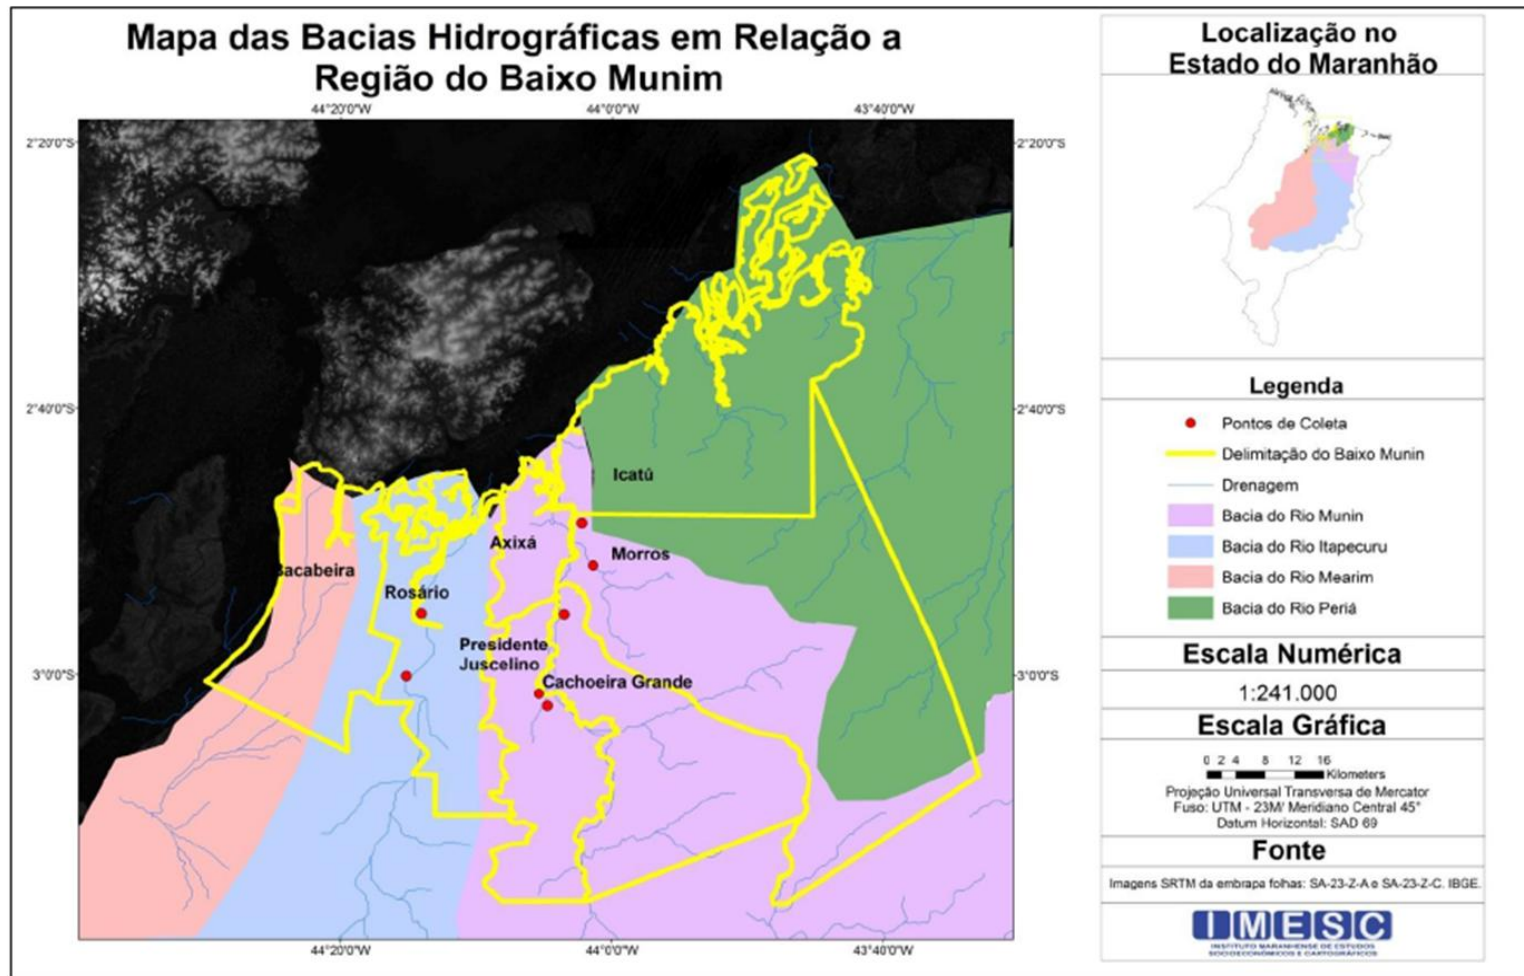 Mapa das Bacias Hidrográficas em Relação a
Região do Baixo Munim
44°20'0"W
44°0'0"W
43°40'0"W
2°20'0"S
2°20'0"S
2°40'0"S
2°40'0"S
3°0'0"S
3°0'0"S
Icatú
Axixá
Morros
Bacabeira
Rosário
Presidente
Juscelino
Cachoeira Grande
44°20'0"W
44°0'0"W
43°40'0"W
Localização no
Estado do Maranhão
Legenda
Pontos de Coleta
Delimitação do Baixo Munin
Drenagem
Bacia do Rio Munin
Bacia do Rio Itapecuru
Bacia do Rio Mearim
Bacia do Rio Periá
Escala Numérica
1:241.000
Escala Gráfica
0 2 4 8 12 16
Kilometers
Projeção Universal Transversa de Mercator
Fuso: UTM - 23M/ Meridiano Central 45°
Datum Horizontal: SAD 69
Fonte
Imagens SRTM da embrapa folhas: SA-23-Z-A e SA-23-Z-C. IBGE.
IMESC
INSTITUTO MARANHENSE DE ESTUDOS
SOCIOECONÔMICOS E CARTOGRÁFICOS